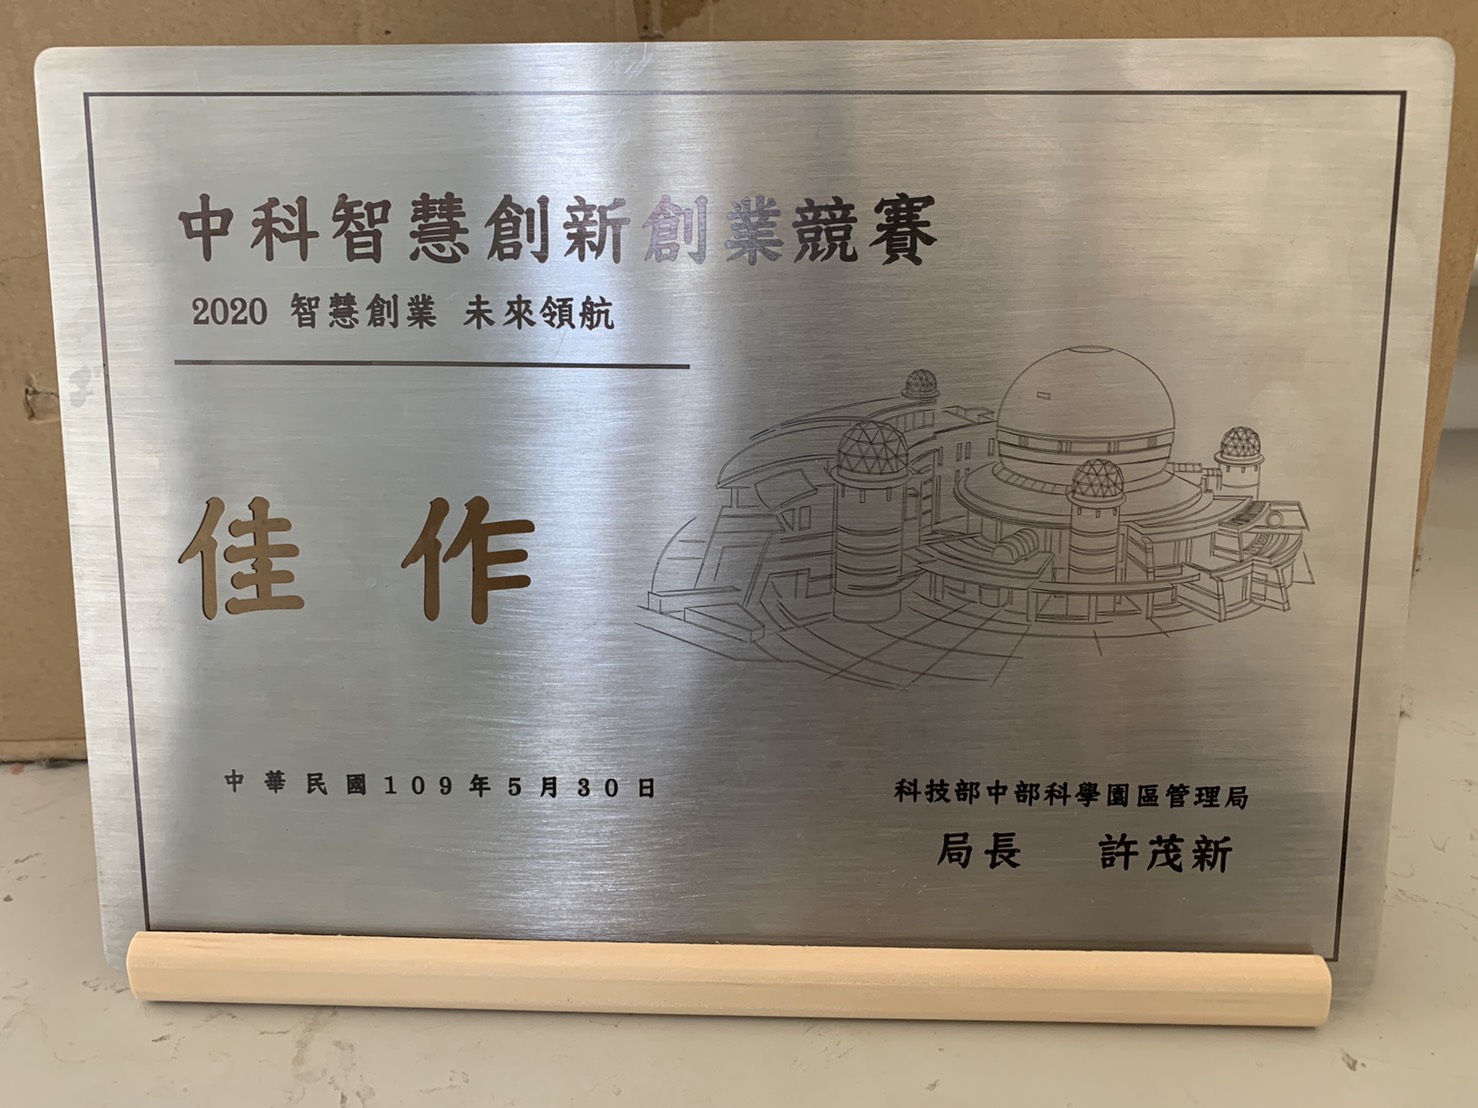 中科智慧創新創業競賽
2020 智慧創業 未來領航
佳作
中華民國109年5月30日
科技部中部科學園區管理局
局長 許茂新